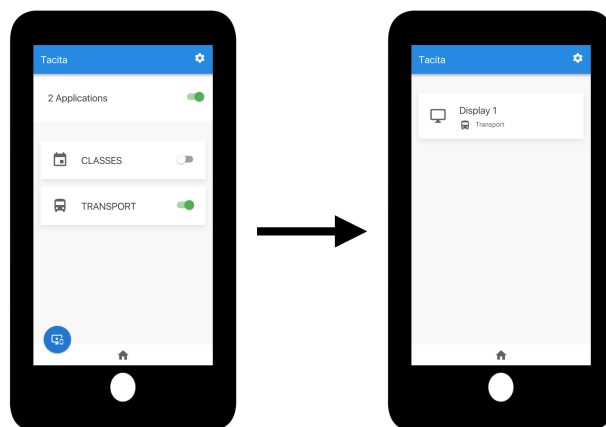 Tacita
2 Applications
CLASSES
TRANSPORT
Tacita
Display 1
Transport